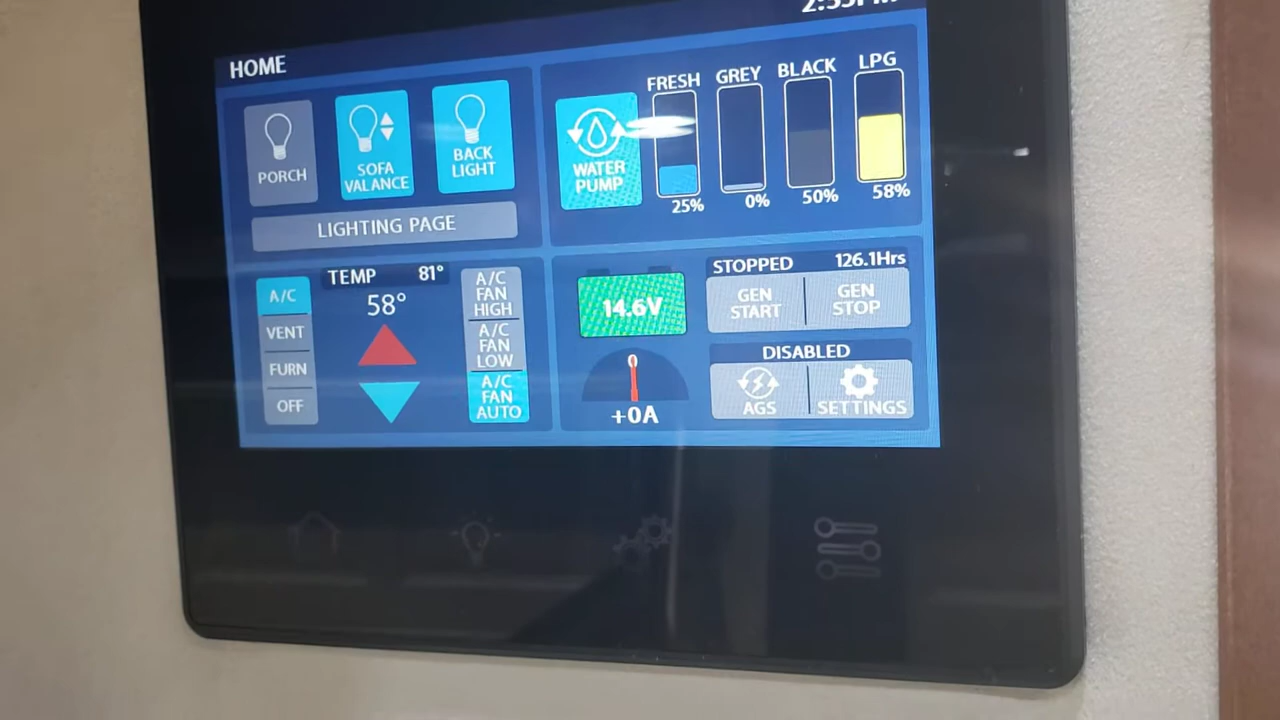 HOME
PORCH
SOFA
VALANCE
BACK
LIGHT
LIGHTING PAGE
WATER
PUMP
FRESH
25%
GREY
0%
BLACK
50%
LPG
58%
A/C
VENT
FURN
OFF
TEMP 81°
58°
A/C
FAN
HIGH
A/C
FAN
LOW
A/C
FAN
AUTO
14.6V
+0A
STOPPED 126.1Hrs
GEN
START
GEN
STOP
DISABLED
AGS
SETTINGS